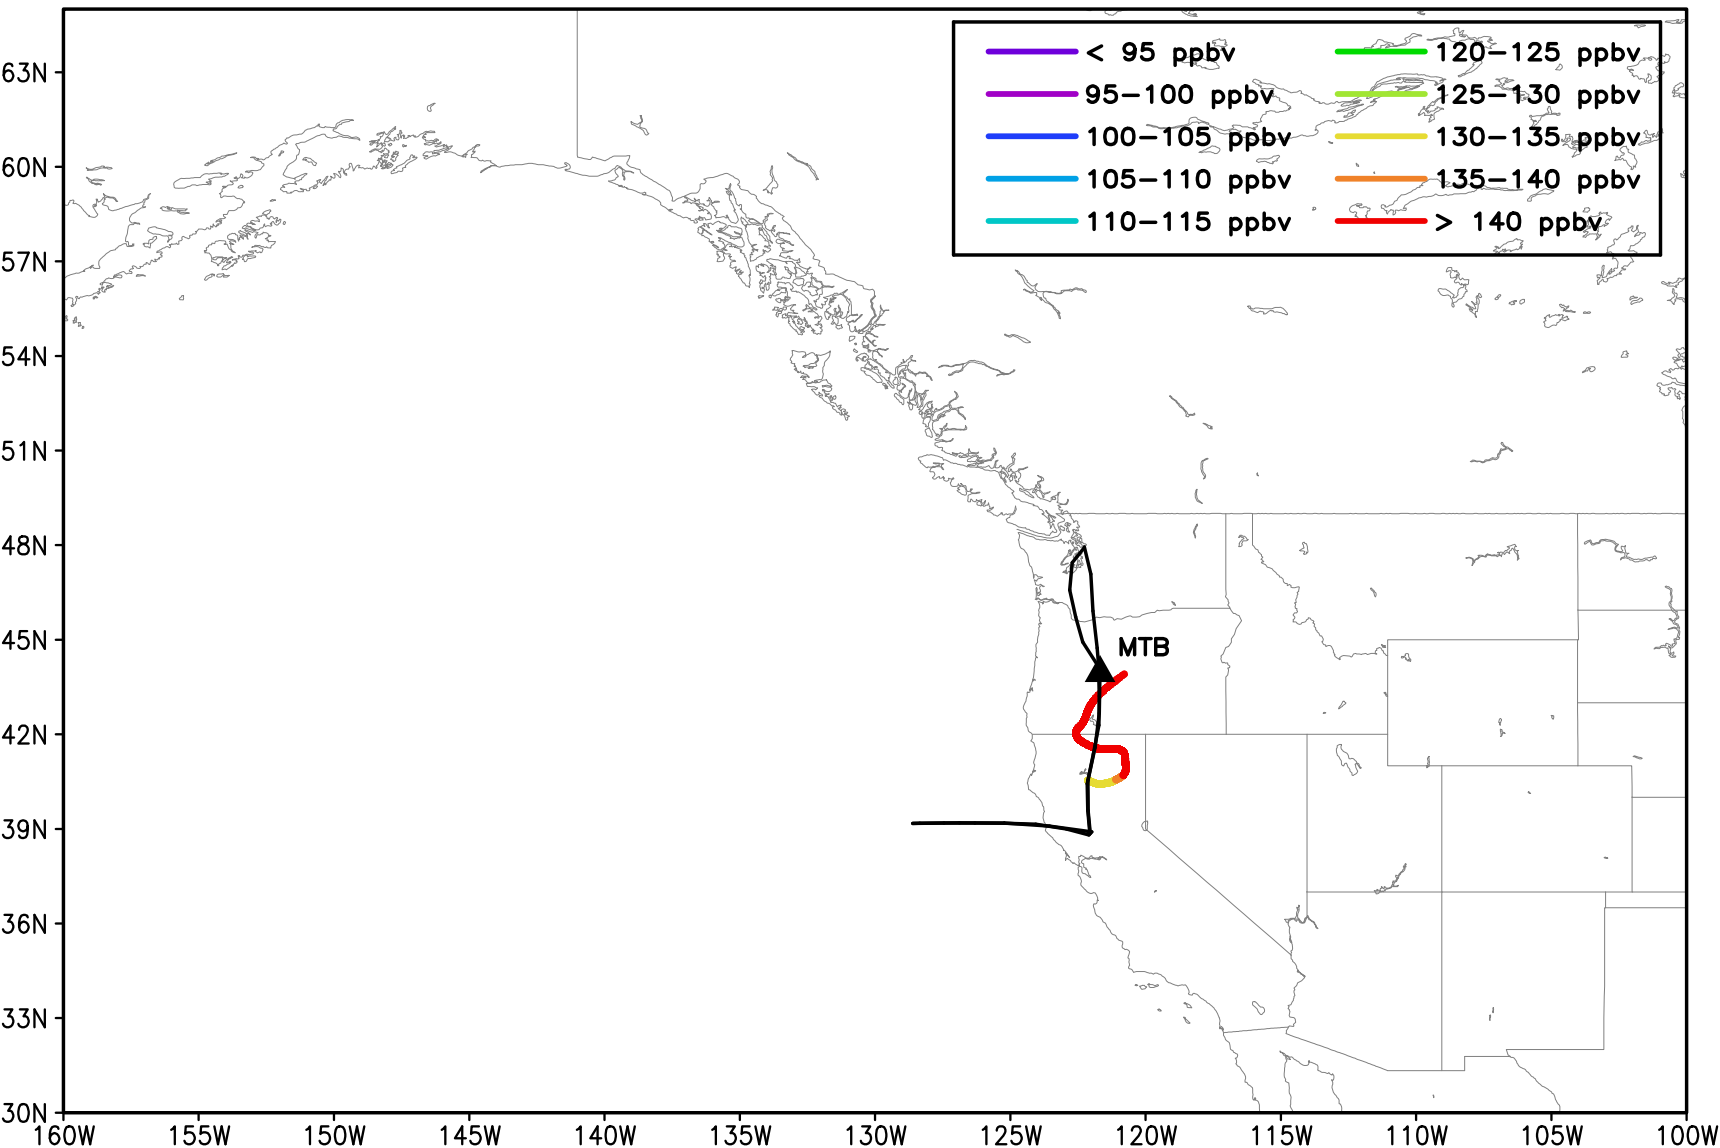 < 95 ppbv
95-100 ppbv
100-105 ppbv
105-110 ppbv
110-115 ppbv
120-125 ppbv
125-130 ppbv
130-135 ppbv
135-140 ppbv
> 140 ppbv
63N
60N
57N
54N
51N
48N
45N
42N
39N
36N
33N
30N
MTB
160W 155W 150W 145W 140W 135W 130W 125W 120W 115W 110W 105W 100W